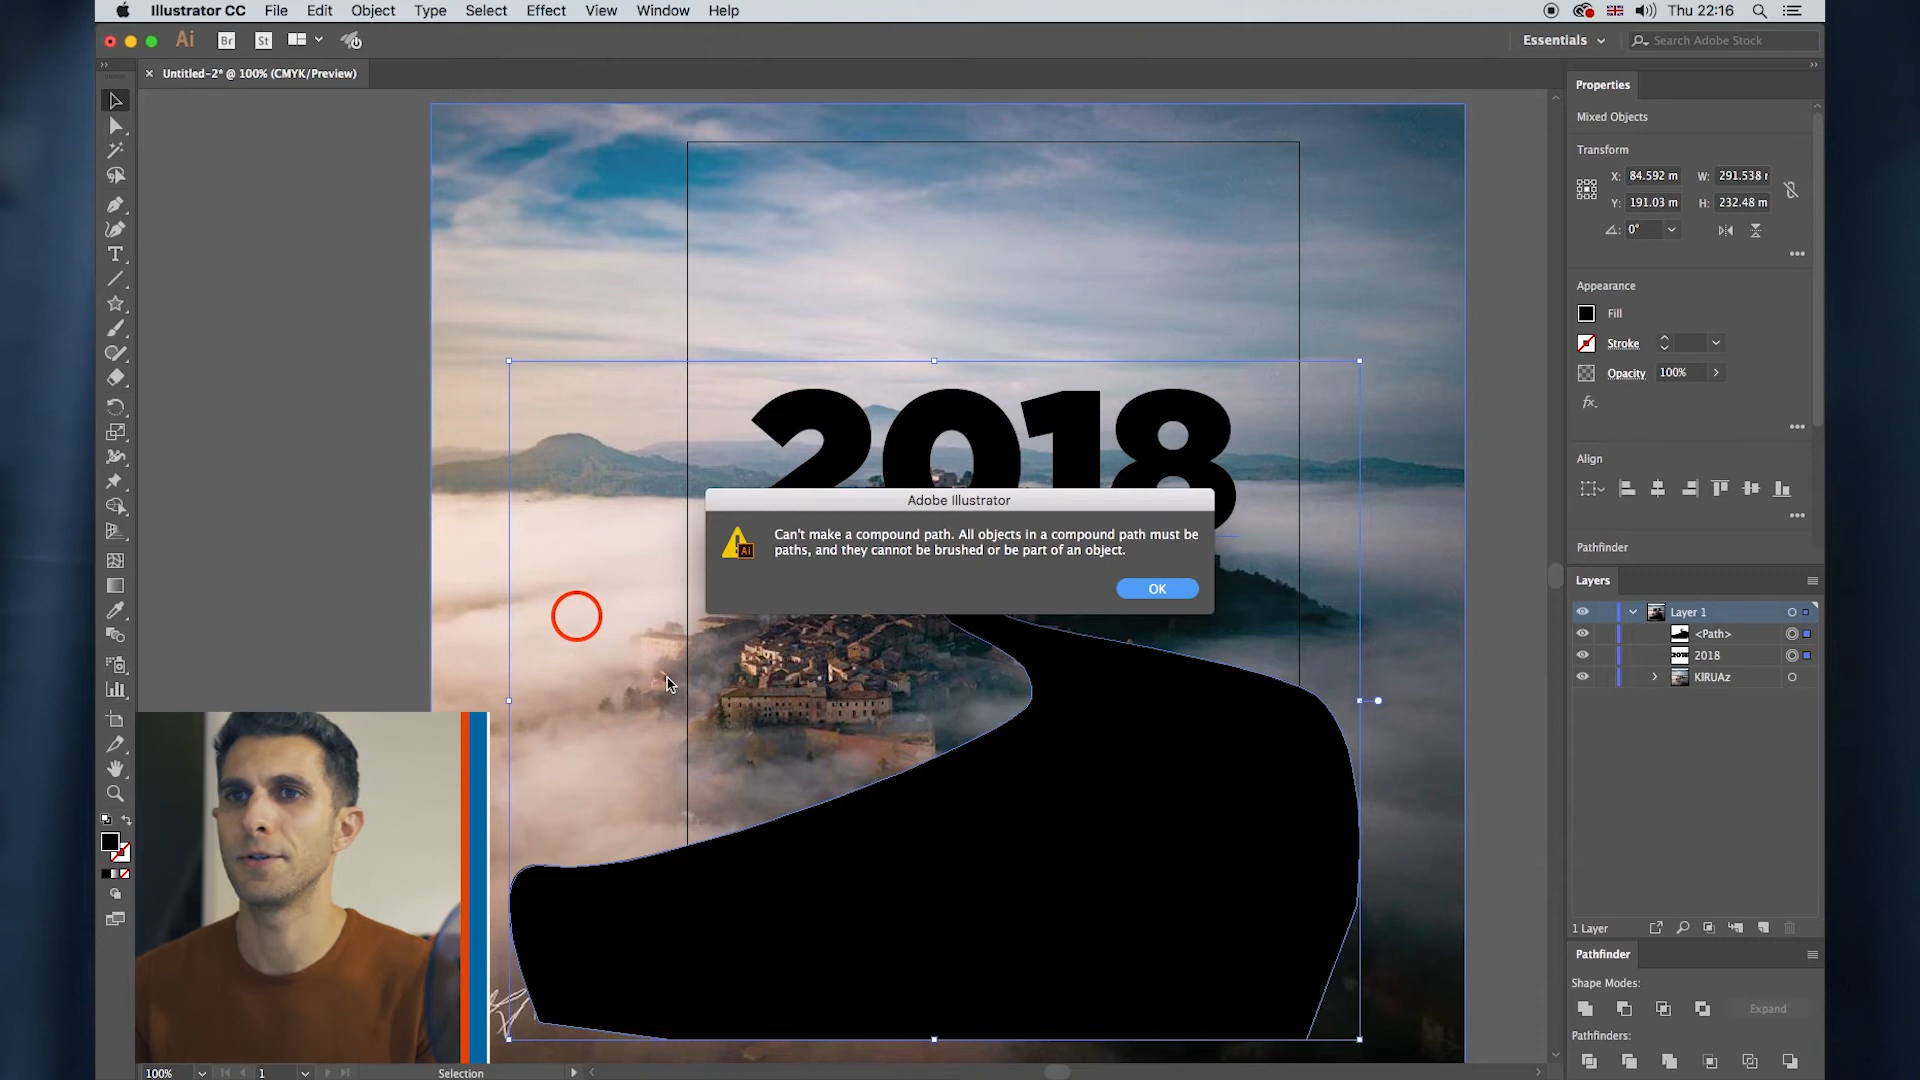 Illustrator CC File Edit Object Type Select Effect View Window Help
Thu 22:16
Ai Br St
Essentials
Search Adobe Stock
Untitled-2* @ 100% (CMYK/Preview)
Properties
Mixed Objects
Transform
X: 84.592 m W: 291.538 r
Y: 191.03 m H: 232.48 m
0°
Appearance
Fill
Stroke
Opacity 100%
fx.
Align
Pathfinder
2018
Adobe Illustrator
Can't make a compound path. All objects in a compound path must be
paths, and they cannot be brushed or be part of an object.
Ai
OK
Layers
Layer 1
<Path>
2018
KlRUAz
1 Layer
Pathfinder
Shape Modes:
Expand
Pathfinders:
100% 1 Selection